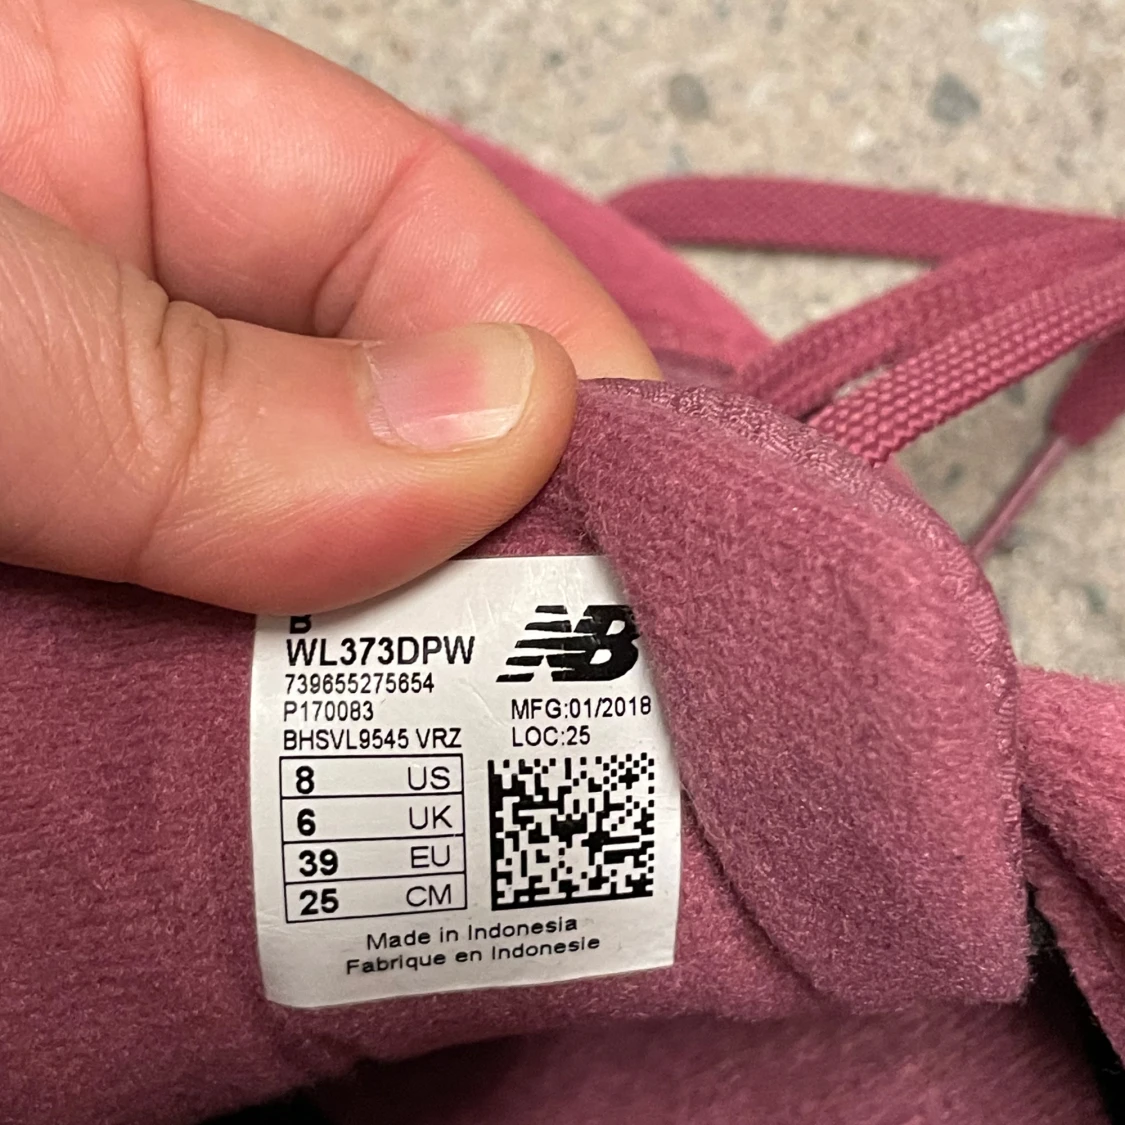 B
WL373DPW
NB
739655275654
P170083
MFG:01/2018
BHSVL9545 VRZ
LOC:25
8 US
6 UK
39 EU
25 CM
Made in Indonesia
Fabrique en Indonesie